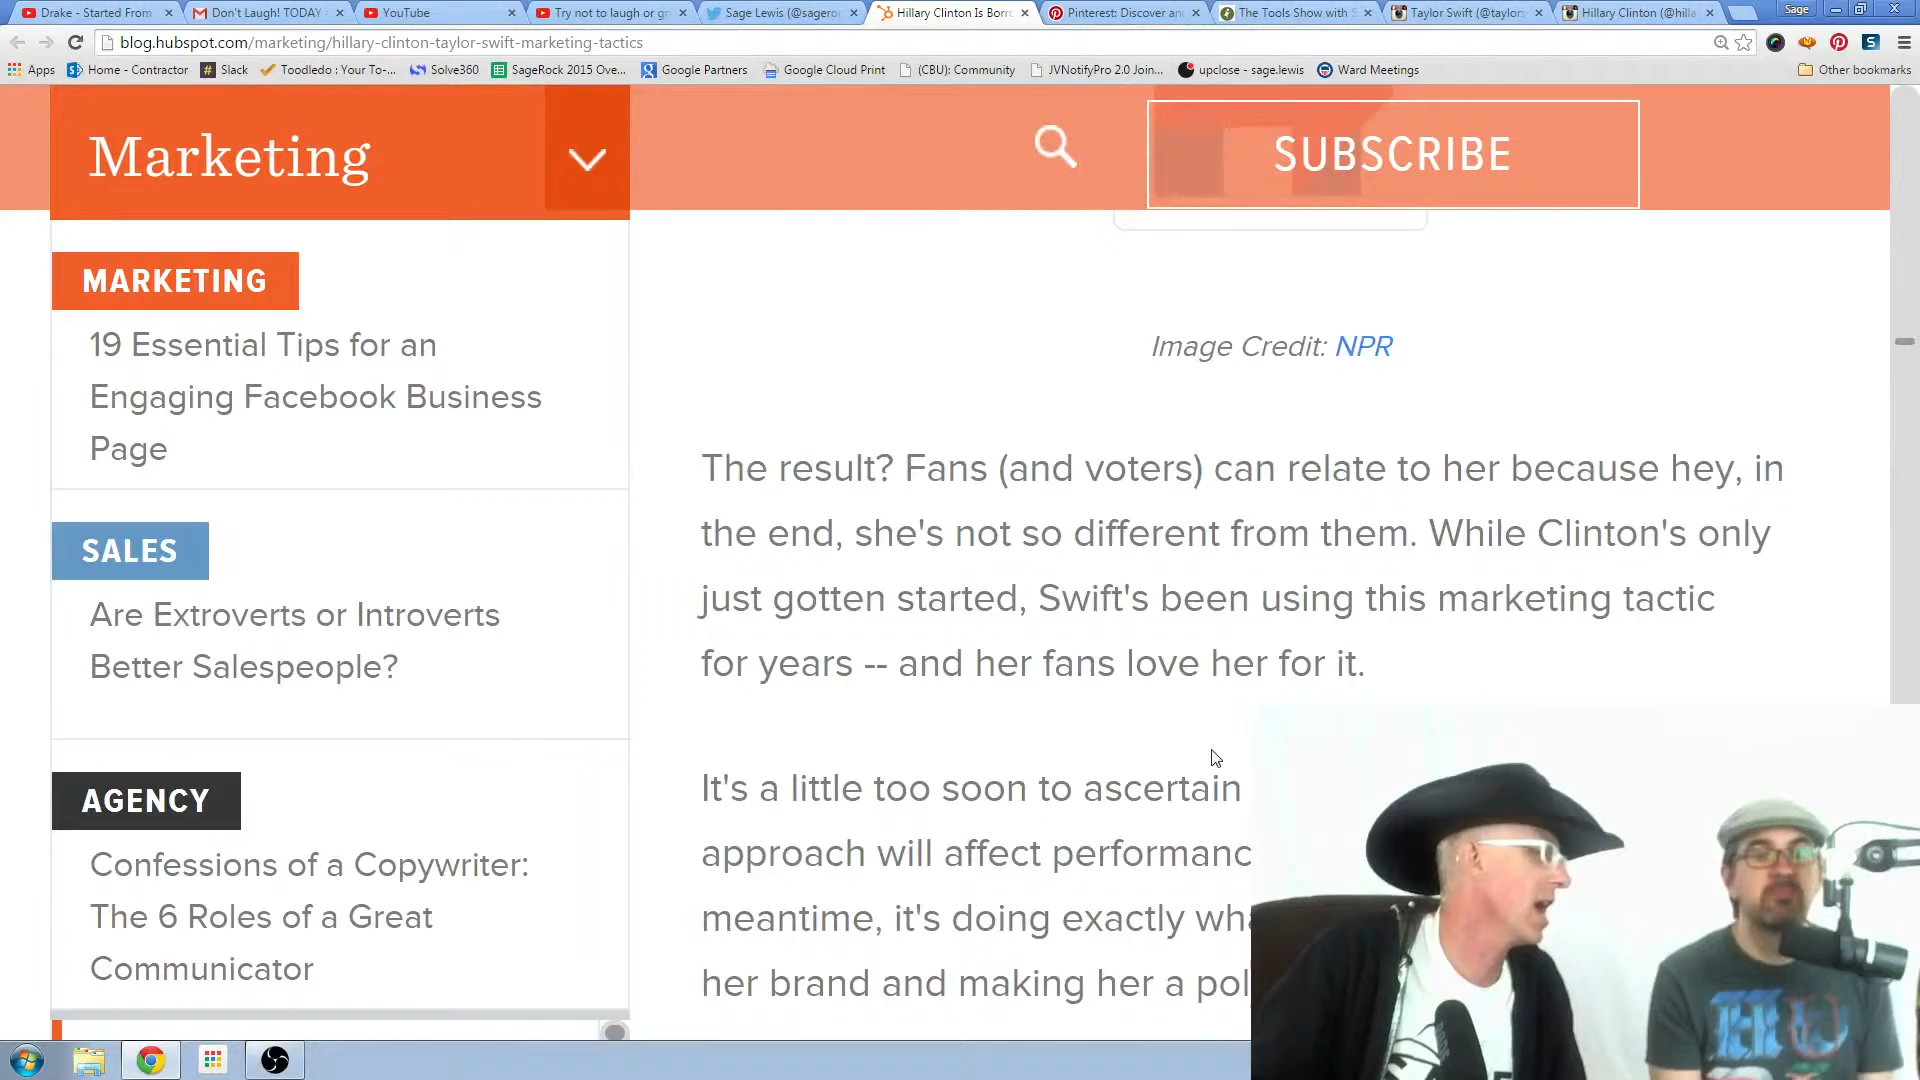 Drake - Started From
Don't Laugh! TODAY
YouTube
Try not to laugh or gr
Sage Lewis (@sagero
Hillary Clinton Is Borro
Pinterest: Discover and
The Tools Show with S
Taylor Swift (@taylors
Hillary Clinton (@hilla
Sage
blog.hubspot.com/marketing/hillary-clinton-taylor-swift-marketing-tactics
Apps
Home - Contractor
Slack
Toodledo : Your To-...
Solve360
SageRock 2015 Ove...
Google Partners
Google Cloud Print
(CBU): Community
JVNotifyPro 2.0 Join...
upclose - sage.lewis
Ward Meetings
Other bookmarks
Marketing
SUBSCRIBE
MARKETING
19 Essential Tips for an
Engaging Facebook Business
Page
SALES
Are Extroverts or Introverts
Better Salespeople?
AGENCY
Confessions of a Copywriter:
The 6 Roles of a Great
Communicator
Image Credit: NPR
The result? Fans (and voters) can relate to her because hey, in
the end, she's not so different from them. While Clinton's only
just gotten started, Swift's been using this marketing tactic
for years -- and her fans love her for it.
It's a little too soon to ascertain
approach will affect performanc
meantime, it's doing exactly wha
her brand and making her a pol